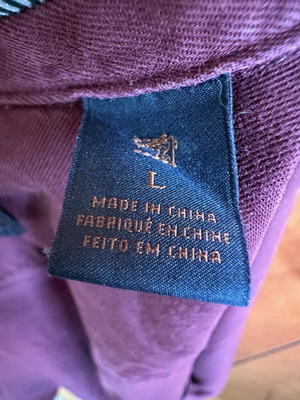 L
MADE IN CHINA
FABRIQUÉ EN CHINE
FEITO EM CHINA